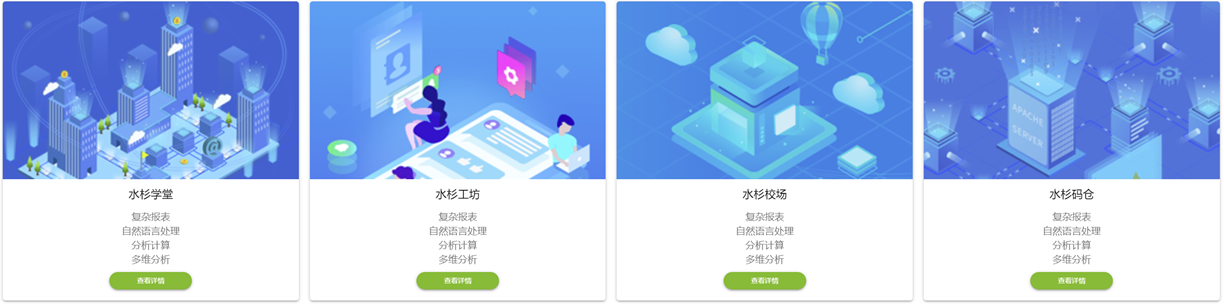 APACHE
SERVER
水杉学堂
复杂报表
自然语言处理
分析计算
多维分析
查看详情
水杉工坊
复杂报表
自然语言处理
分析计算
多维分析
查看详情
水杉校场
复杂报表
自然语言处理
分析计算
多维分析
查看详情
水杉码仓
复杂报表
自然语言处理
分析计算
多维分析
查看详情